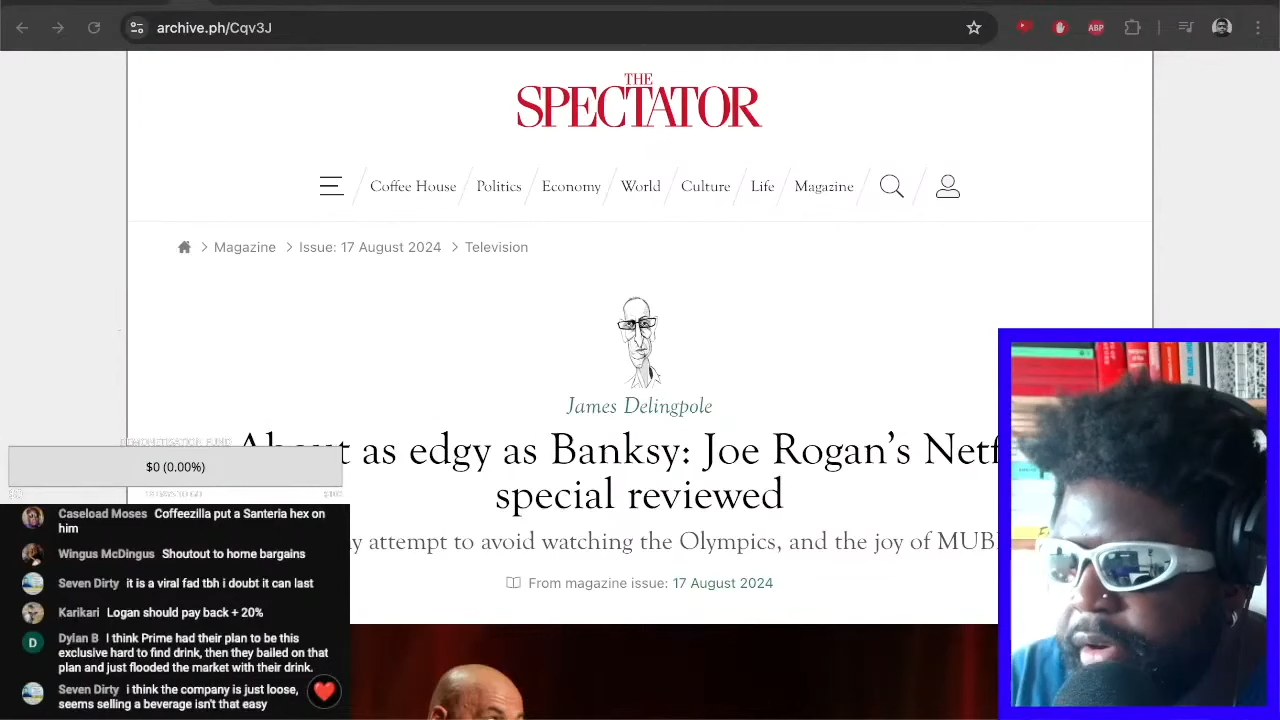 archive.ph/Cqv3J
ABP
THE
SPECTATOR
Coffee House Politics Economy World Culture Life Magazine
Magazine Issue: 17 August 2024 Television
James Delingpole
About as edgy as Banksy: Joe Rogan's Netf
special reviewed
y attempt to avoid watching the Olympics, and the joy of MUBI
From magazine issue: 17 August 2024
$0 (0.00%)
Caseload Moses Coffeezilla put a Santeria hex on
him
Wingus McDingus Shoutout to home bargains
Seven Dirty it is a viral fad tbh i doubt it can last
Karikari Logan should pay back + 20%
D Dylan B I think Prime had their plan to be this
exclusive hard to find drink, then they bailed on that
plan and just flooded the market with their drink.
Seven Dirty i think the company is just loose,
seems selling a beverage isn't that easy